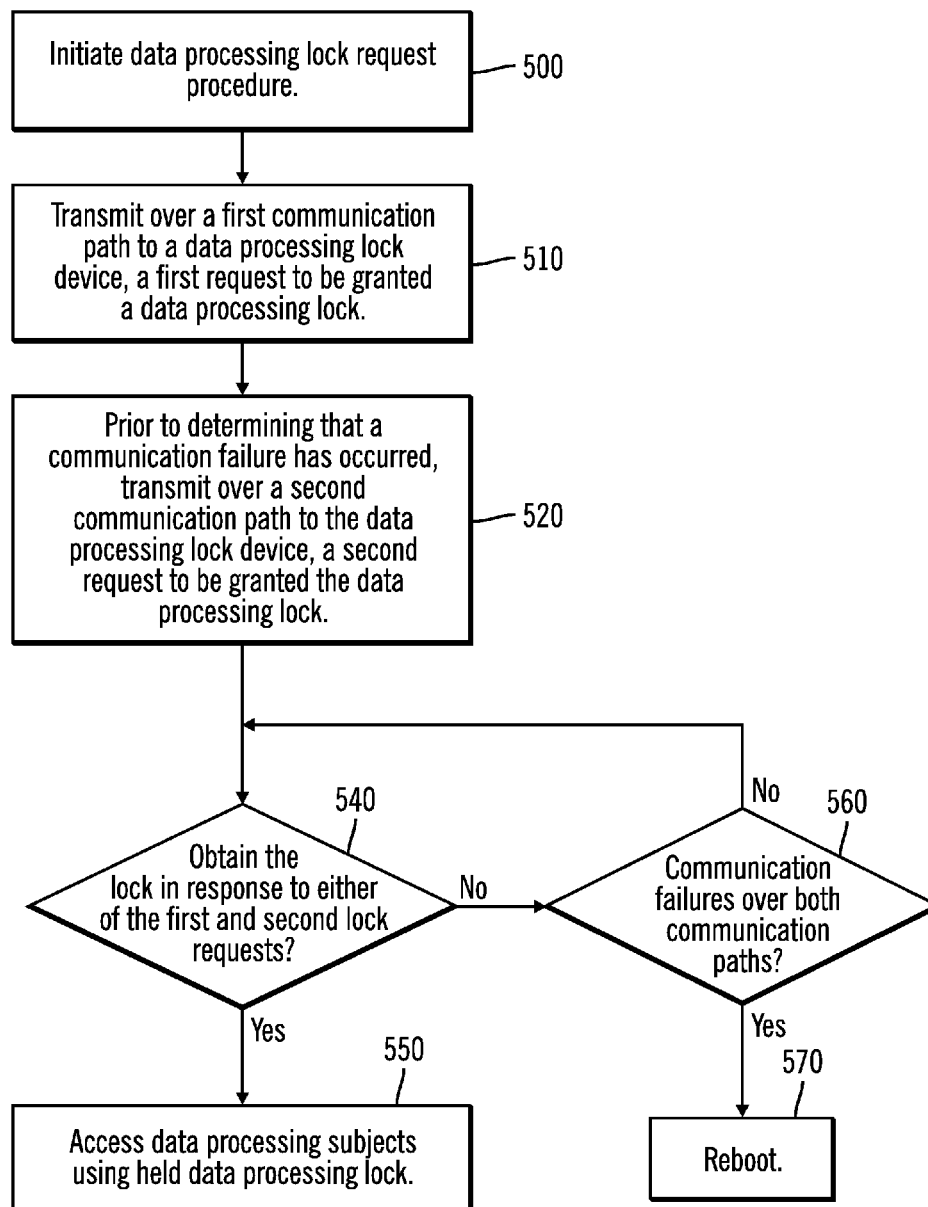 Initiate data processing lock request
procedure.
500
Transmit over a first communication
path to a data processing lock
device, a first request to be granted
a data processing lock.
510
Prior to determining that a
communication failure has occurred,
transmit over a second
communication path to the data
processing lock device, a second
request to be granted the data
processing lock.
520
540
Obtain the
lock in response to either
of the first and second lock
requests?
No
Yes
No
560
Communication
failures over both
communication
paths?
Yes
550
Access data processing subjects
using held data processing lock.
570
Reboot.